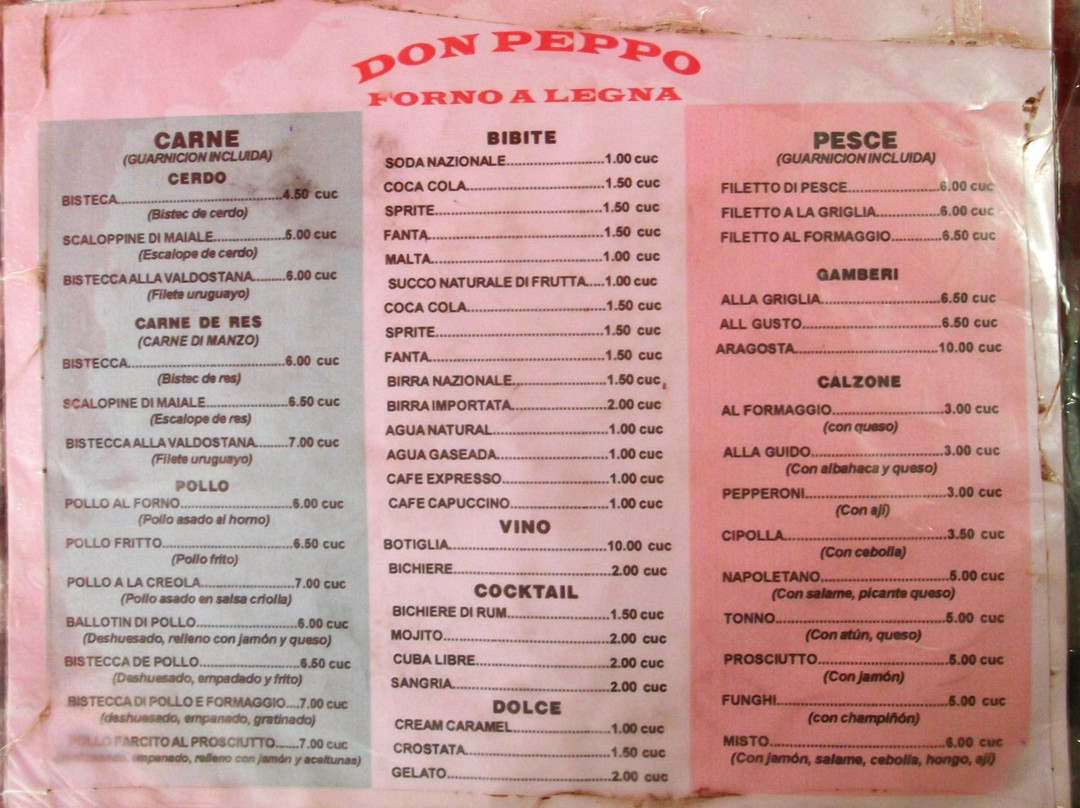 DON PEPPO
FORNO A LEGNA
CARNE
(GUARNICION INCLUIDA)
CERDO
BISTECA..........4.50 cuc
(Bistec de cerdo)
SCALOPPINE DI MAIALE..........5.00 cuc
(Escalope de cerdo)
BISTECCA ALLA VALDOSTANA..........6.00 cuc
(Filete uruguayo)
CARNE DE RES
(CARNE DI MANZO)
BISTECCA..........6.00 cuc
(Bistec de res)
SCALOPINE DI MAIALE..........6.50 cuc
(Escalope de res)
BISTECCA ALLA VALDOSTANA..........7.00 cuc
(Filete uruguayo)
POLLO
POLLO AL FORNO..........6.00 cuc
(Pollo asado al horno)
POLLO FRITTO..........6.50 cuc
(Pollo frito)
POLLO A LA CREOLA..........7.00 cuc
(Pollo asado en salsa criolla)
BALLOTIN DI POLLO..........6.00 cuc
(Deshuesado, relleno con jamón y queso)
BISTECCA DE POLLO..........6.50 cuc
(Deshuesado, empadado y frito)
BISTECCA DI POLLO E FORMAGGIO....7.00 cuc
(deshuesado, empanado, gratinado)
POLLO FARCITO AL PROSCIUTTO.......7.00 cuc
empanado, relleno con jamón y aceitunas)
BIBITE
SODA NAZIONALE..........1.00 cuc
COCA COLA..........1.50 cuc
SPRITE..........1.50 cuc
FANTA..........1.50 cuc
MALTA..........1.00 cuc
SUCCO NATURALE DI FRUTTA.....1.00 cuc
COCA COLA..........1.50 cuc
SPRITE..........1.50 cuc
FANTA..........1.50 cuc
BIRRA NAZIONALE..........1.50 cuc
BIRRA IMPORTATA..........2.00 cuc
AGUA NATURAL..........1.00 cuc
AGUA GASEADA..........1.00 cuc
CAFE EXPRESSO..........1.00 cuc
CAFE CAPUCCINO..........1.00 cuc
VINO
BOTIGLIA..........10.00 cuc
BICHIERE..........2.00 cuc
COCKTAIL
BICHIERE DI RUM..........1.50 cuc
MOJITO..........2.00 cuc
CUBA LIBRE..........2.00 cuc
SANGRIA..........2.00 cuc
DOLCE
CREAM CARAMEL..........1.00 cuc
CROSTATA..........1.50 cuc
GELATO..........2.00 cuc
PESCE
(GUARNICION INCLUIDA)
FILETTO DI PESCE..........6.00 cuc
FILETTO A LA GRIGLIA..........6.00 cuc
FILETTO AL FORMAGGIO..........6.50 cuc
GAMBERI
ALLA GRIGLIA..........6.50 cuc
ALL GUSTO..........6.50 cuc
ARAGOSTA..........10.00 cuc
CALZONE
AL FORMAGGIO..........3.00 cuc
(con queso)
ALLA GUIDO..........3.00 cuc
(Con albahaca y queso)
PEPPERONI..........3.00 cuc
(Con ají)
CIPOLLA..........3.50 cuc
(Con cebolla)
NAPOLETANO..........5.00 cuc
(Con salame, picante queso)
TONNO..........5.00 cuc
(Con atún, queso)
PROSCIUTTO..........5.00 cuc
(Con jamón)
FUNGHI..........5.00 cuc
(con champiñón)
MISTO..........6.00 cuc
(Con jamón, salame, cebolla, hongo, ají)